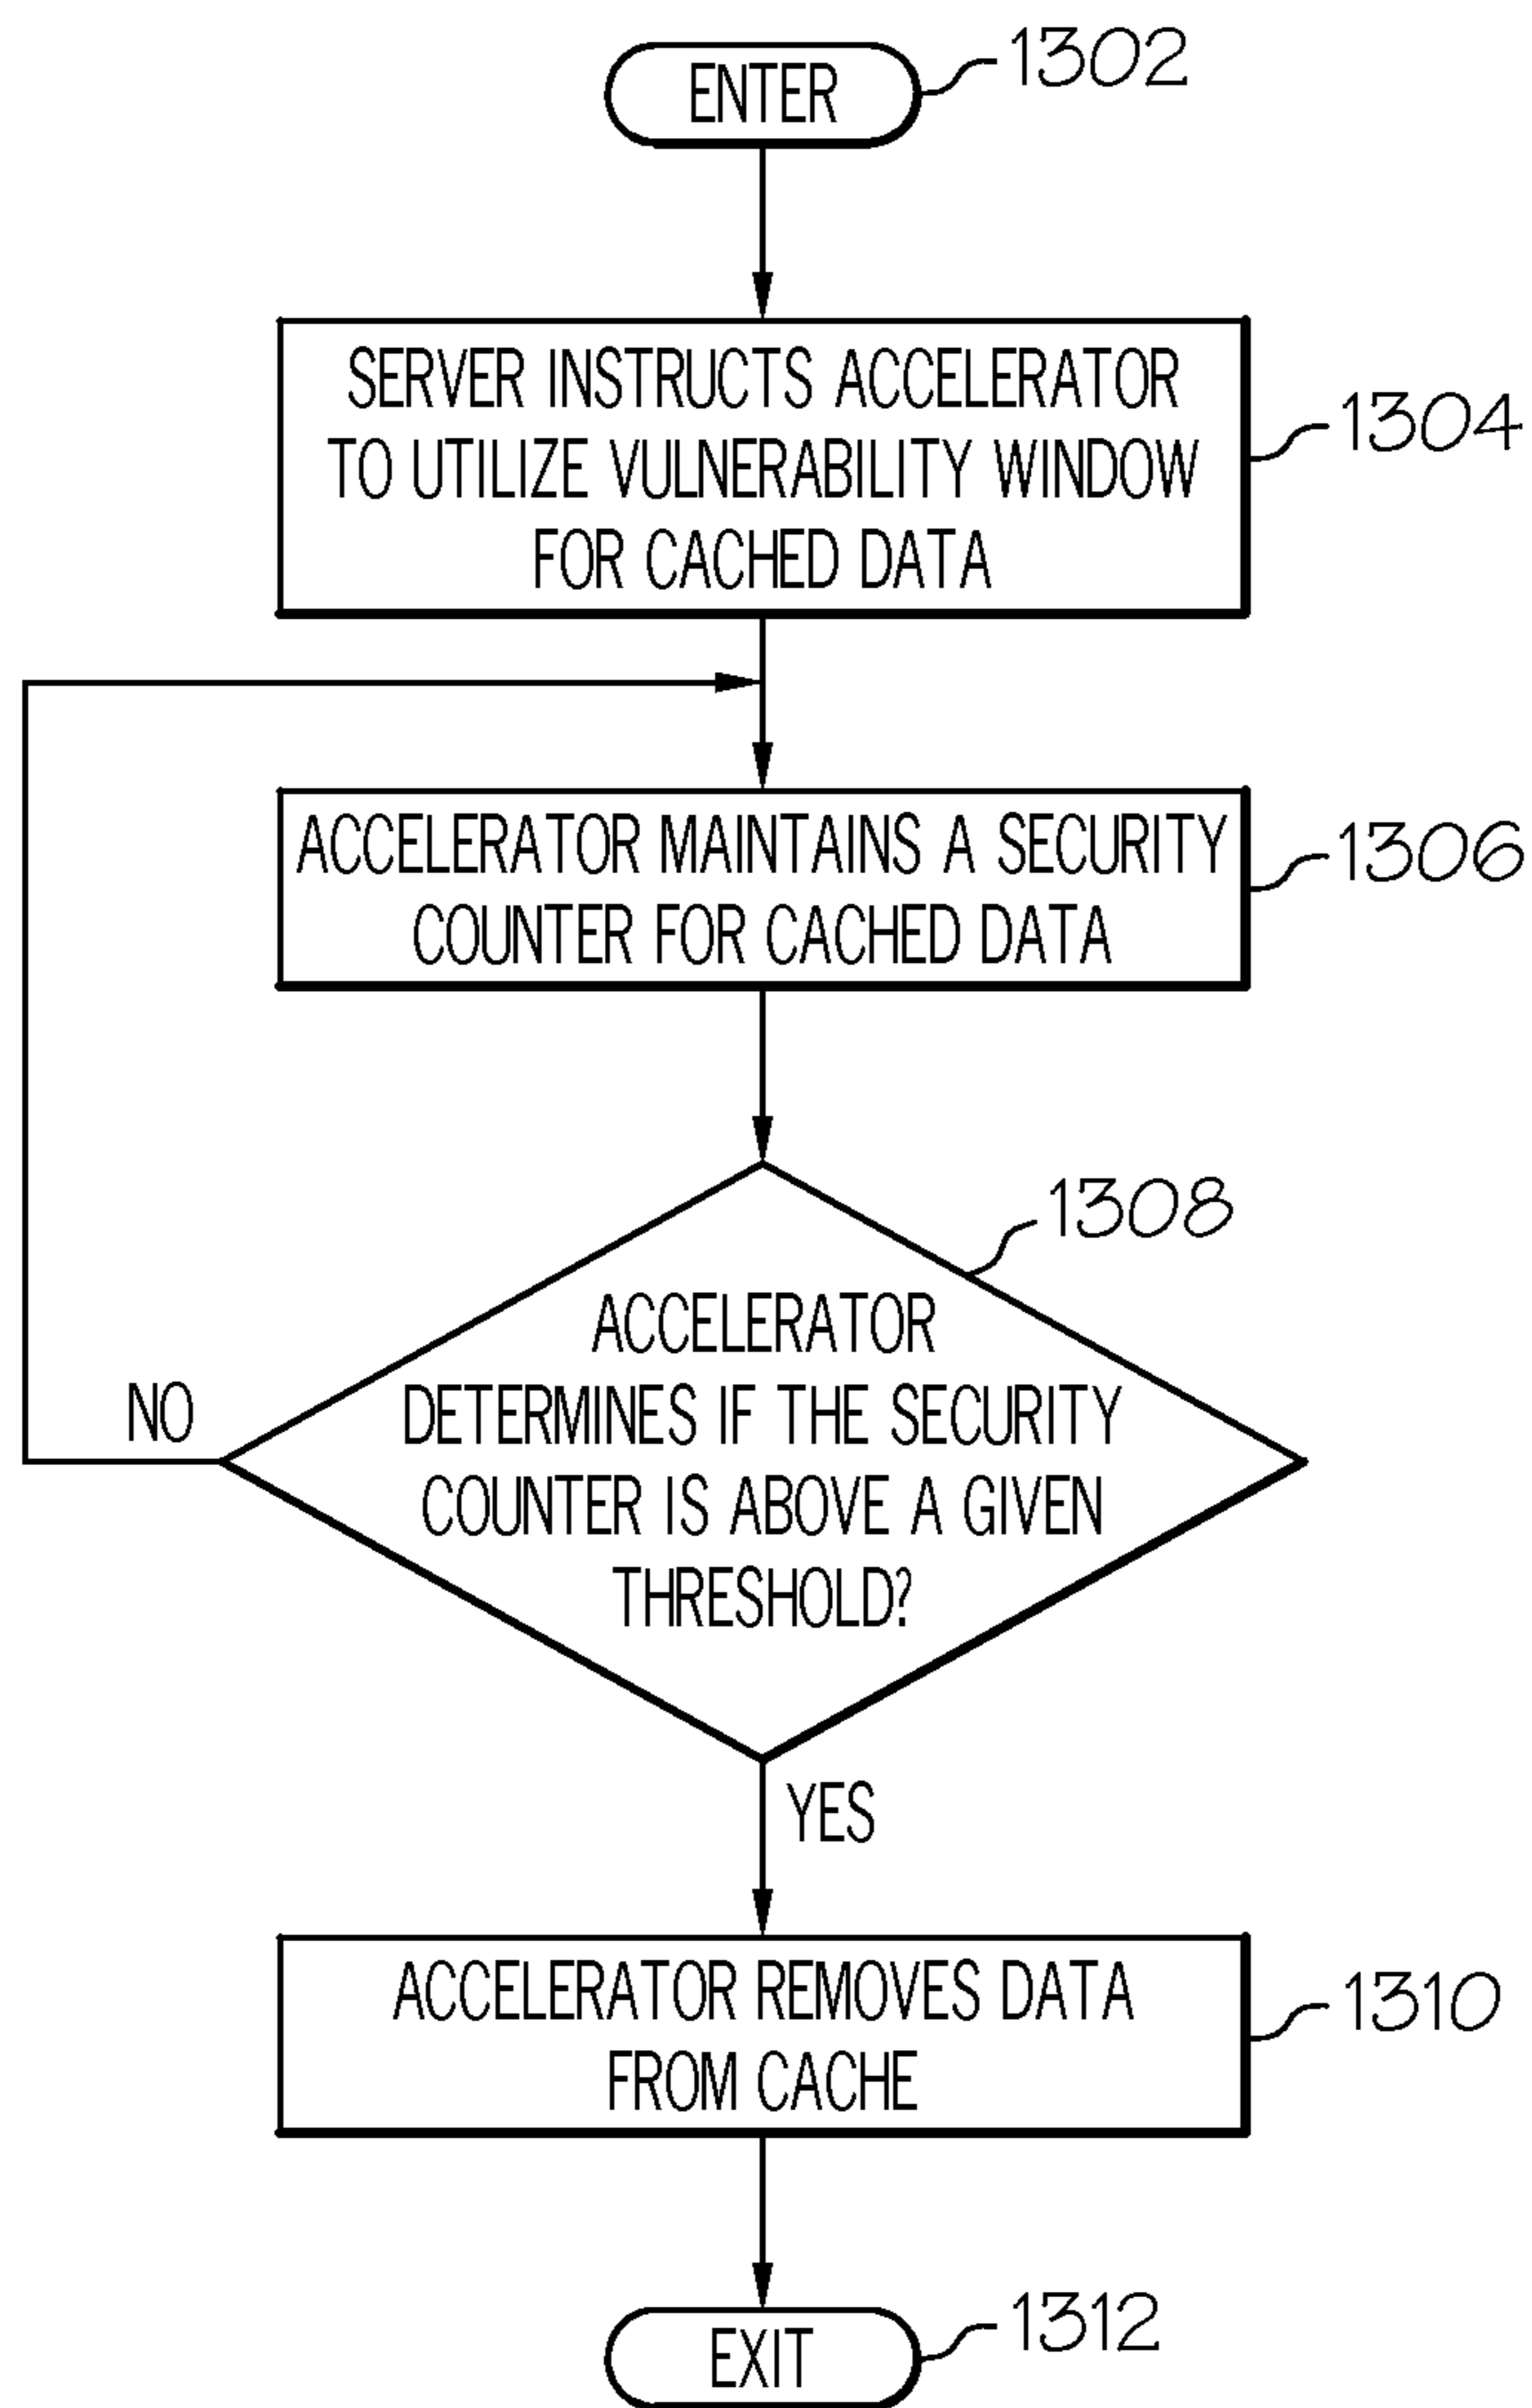 ENTER
1302
SERVER INSTRUCTS ACCELERATOR
TO UTILIZE VULNERABILITY WINDOW
FOR CACHED DATA
1304
ACCELERATOR MAINTAINS A SECURITY
COUNTER FOR CACHED DATA
1306
1308
ACCELERATOR
DETERMINES IF THE SECURITY
COUNTER IS ABOVE A GIVEN
THRESHOLD?
NO
YES
ACCELERATOR REMOVES DATA
FROM CACHE
1310
EXIT
1312